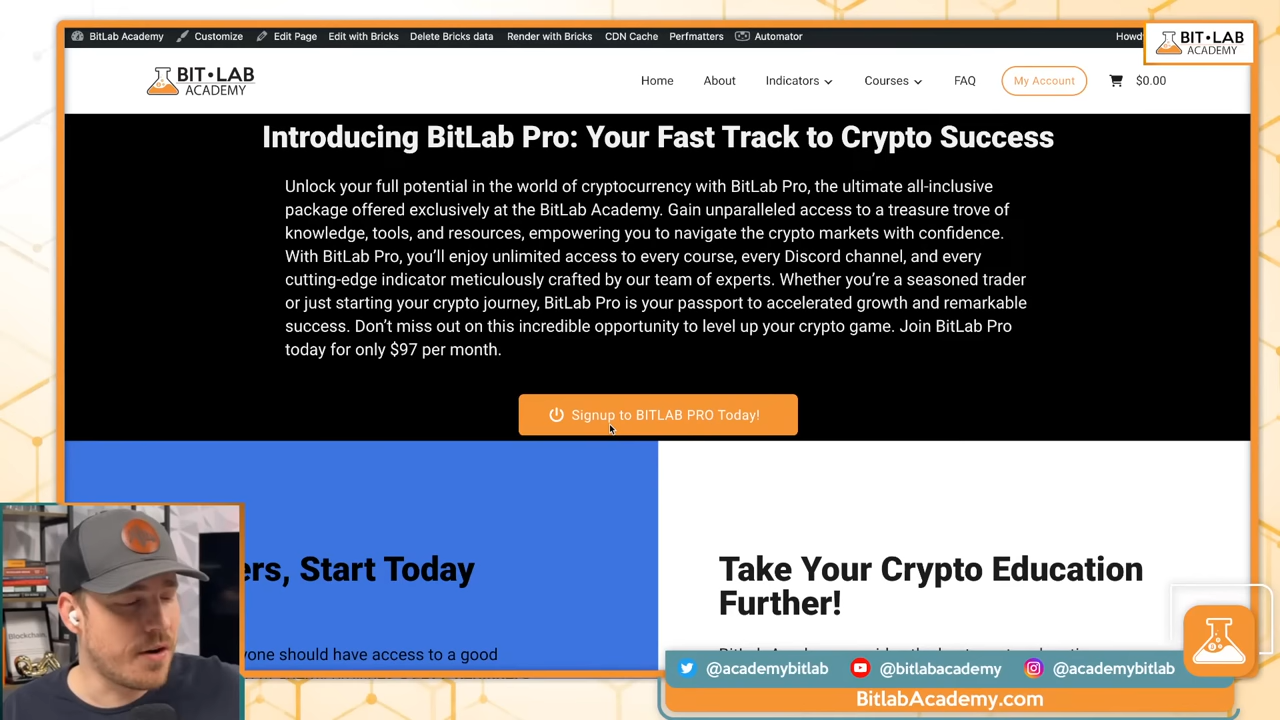 BitLab Academy Customize Edit Page Edit with Bricks Delete Bricks data Render with Bricks CDN Cache Perfmatters Automator Howd
BIT•LAB
ACADEMY
BIT•LAB
ACADEMY
Home About Indicators Courses FAQ My Account $0.00
Introducing BitLab Pro: Your Fast Track to Crypto Success
Unlock your full potential in the world of cryptocurrency with BitLab Pro, the ultimate all-inclusive
package offered exclusively at the BitLab Academy. Gain unparalleled access to a treasure trove of
knowledge, tools, and resources, empowering you to navigate the crypto markets with confidence.
With BitLab Pro, you’ll enjoy unlimited access to every course, every Discord channel, and every
cutting-edge indicator meticulously crafted by our team of experts. Whether you’re a seasoned trader
or just starting your crypto journey, BitLab Pro is your passport to accelerated growth and remarkable
success. Don’t miss out on this incredible opportunity to level up your crypto game. Join BitLab Pro
today for only $97 per month.
Signup to BITLAB PRO Today!
ers, Start Today
yone should have access to a good
Take Your Crypto Education
Further!
Blockchain
@academybitlab @bitlabacademy @academybitlab
BitlabAcademy.com